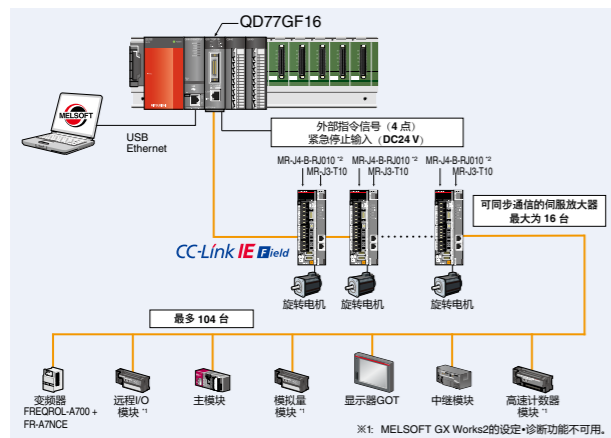 QD77GF16
MELSOFT
USB
Ethernet
外部指令信号（4 点）
紧急停止输入（DC24 V）
MR-J4-B-RJ010 *2
MR-J3-T10
MR-J4-B-RJ010 *2
MR-J3-T10
MR-J4-B-RJ010 *2
MR-J3-T10
可同步通信的伺服放大器
最大为 16 台
CC-Link IE Field
旋转电机
旋转电机
旋转电机
最多 104 台
变频器
FREQROL-A700 +
FR-A7NCE
远程I/O
模块 *1
主模块
模拟量
模块 *1
显示器GOT
中继模块
高速计数器
模块 *1
※1: MELSOFT GX Works2的设定•诊断功能不可用。